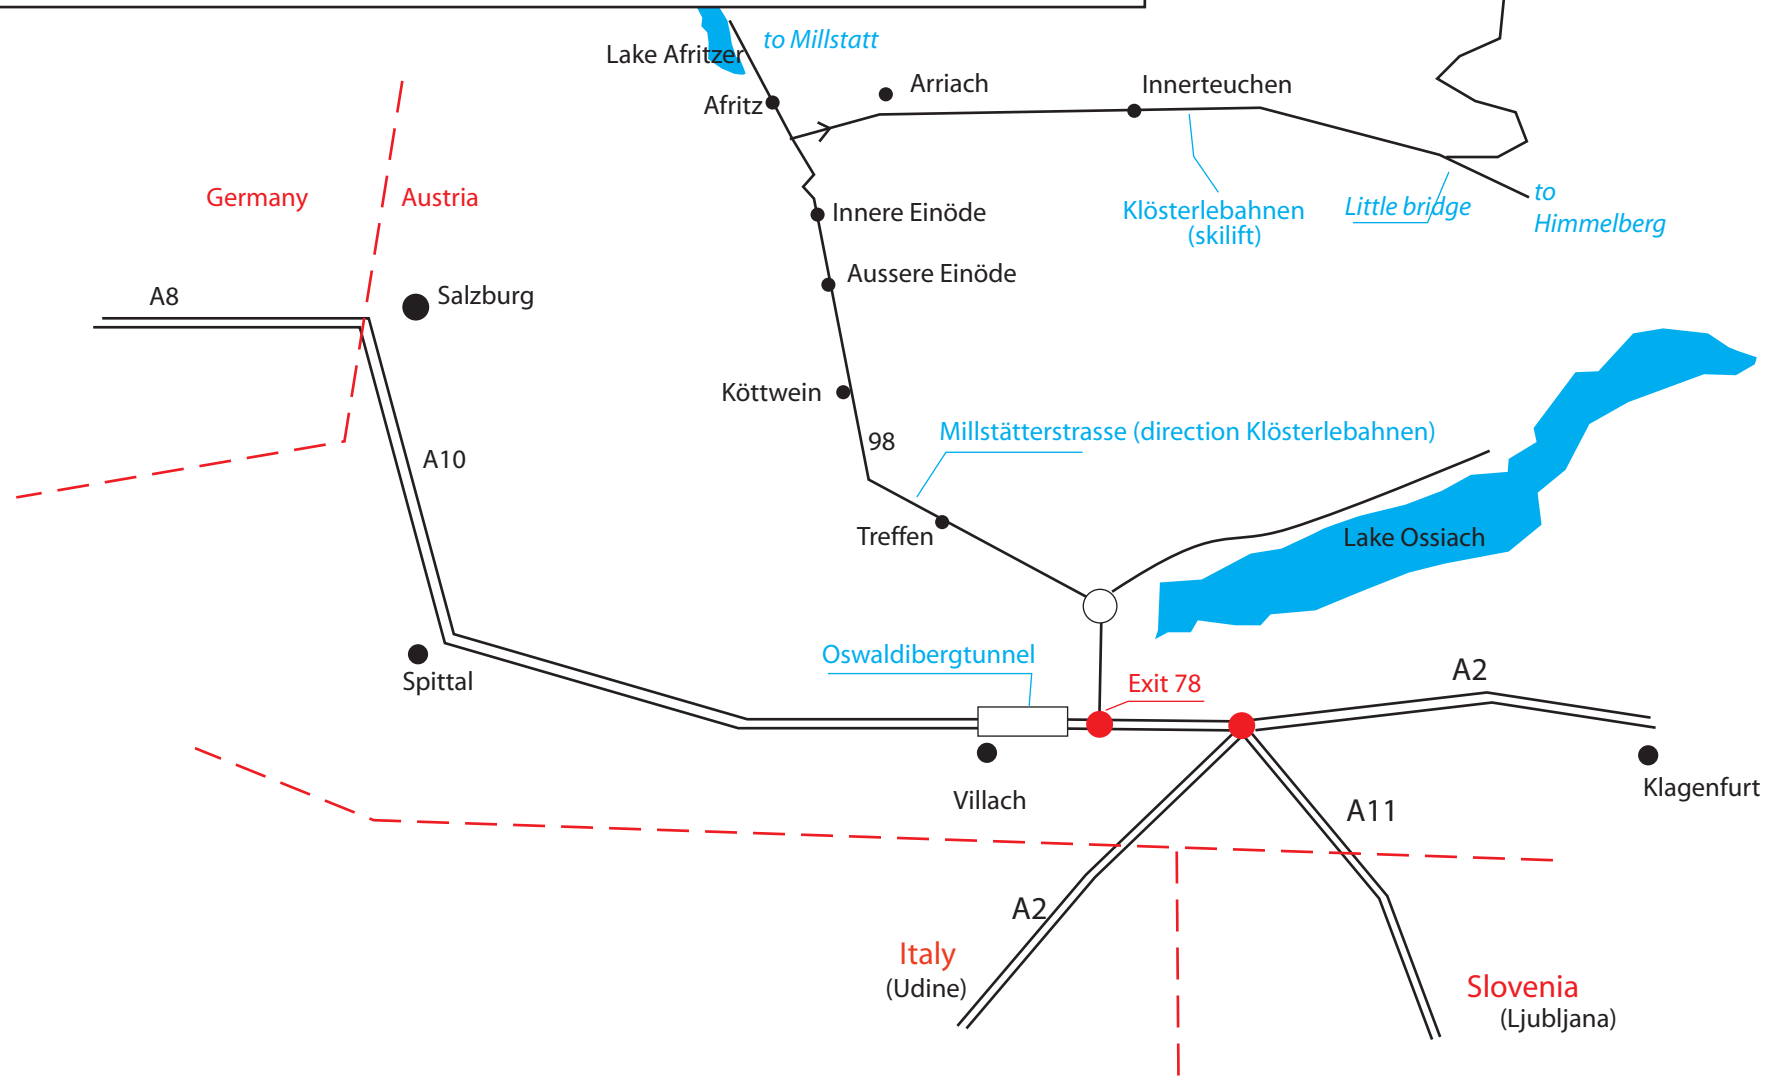 to Millstatt
Lake Afritzer
Arriach
Innerteuchen
Afritz
Germany
Austria
Innere Einöde
Klösterlebahnen
(skilift)
Little bridge
to
Himmelberg
Aussere Einöde
A8
Salzburg
Köttwein
98
Millstätterstrasse (direction Klösterlebahnen)
A10
Treffen
Lake Ossiach
Oswaldibergtunnel
Spittal
Exit 78
A2
Villach
Klagenfurt
A11
A2
Italy
(Udine)
Slovenia
(Ljubljana)